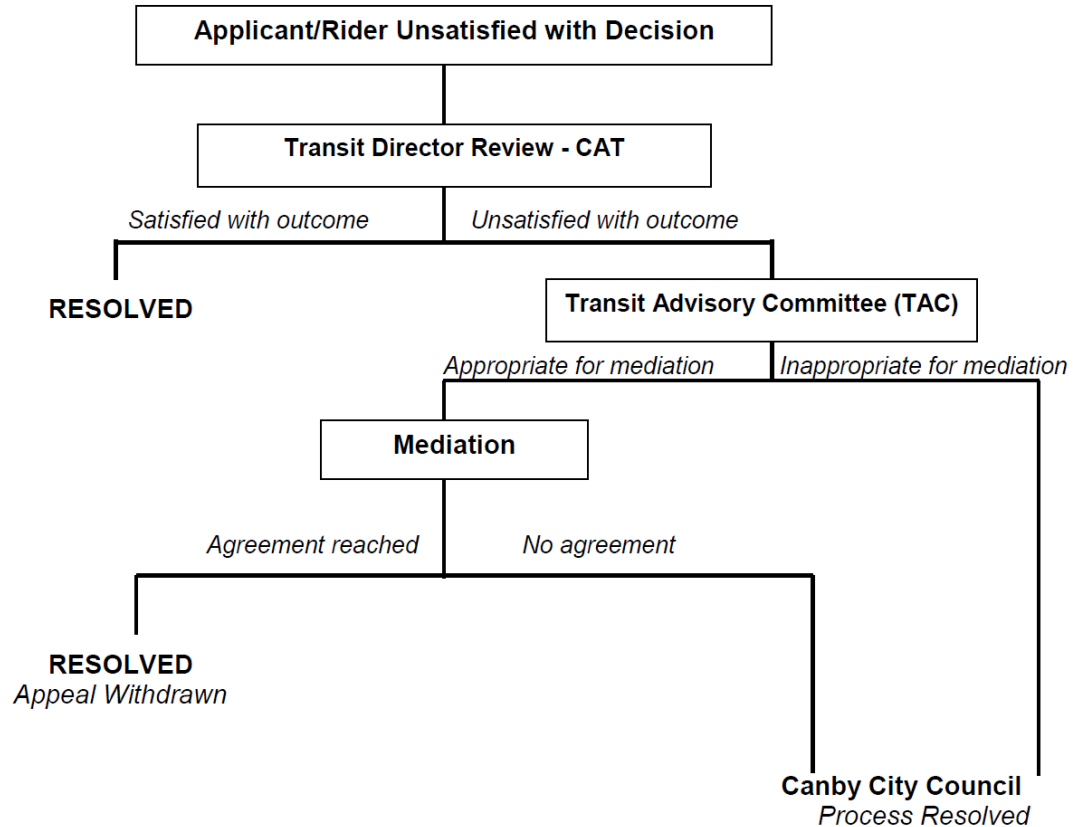 Applicant/Rider Unsatisfied with Decision
Transit Director Review - CAT
Satisfied with outcome
Unsatisfied with outcome
RESOLVED
Transit Advisory Committee (TAC)
Appropriate for mediation
Inappropriate for mediation
Mediation
Agreement reached
No agreement
RESOLVED
Appeal Withdrawn
Canby City Council
Process Resolved